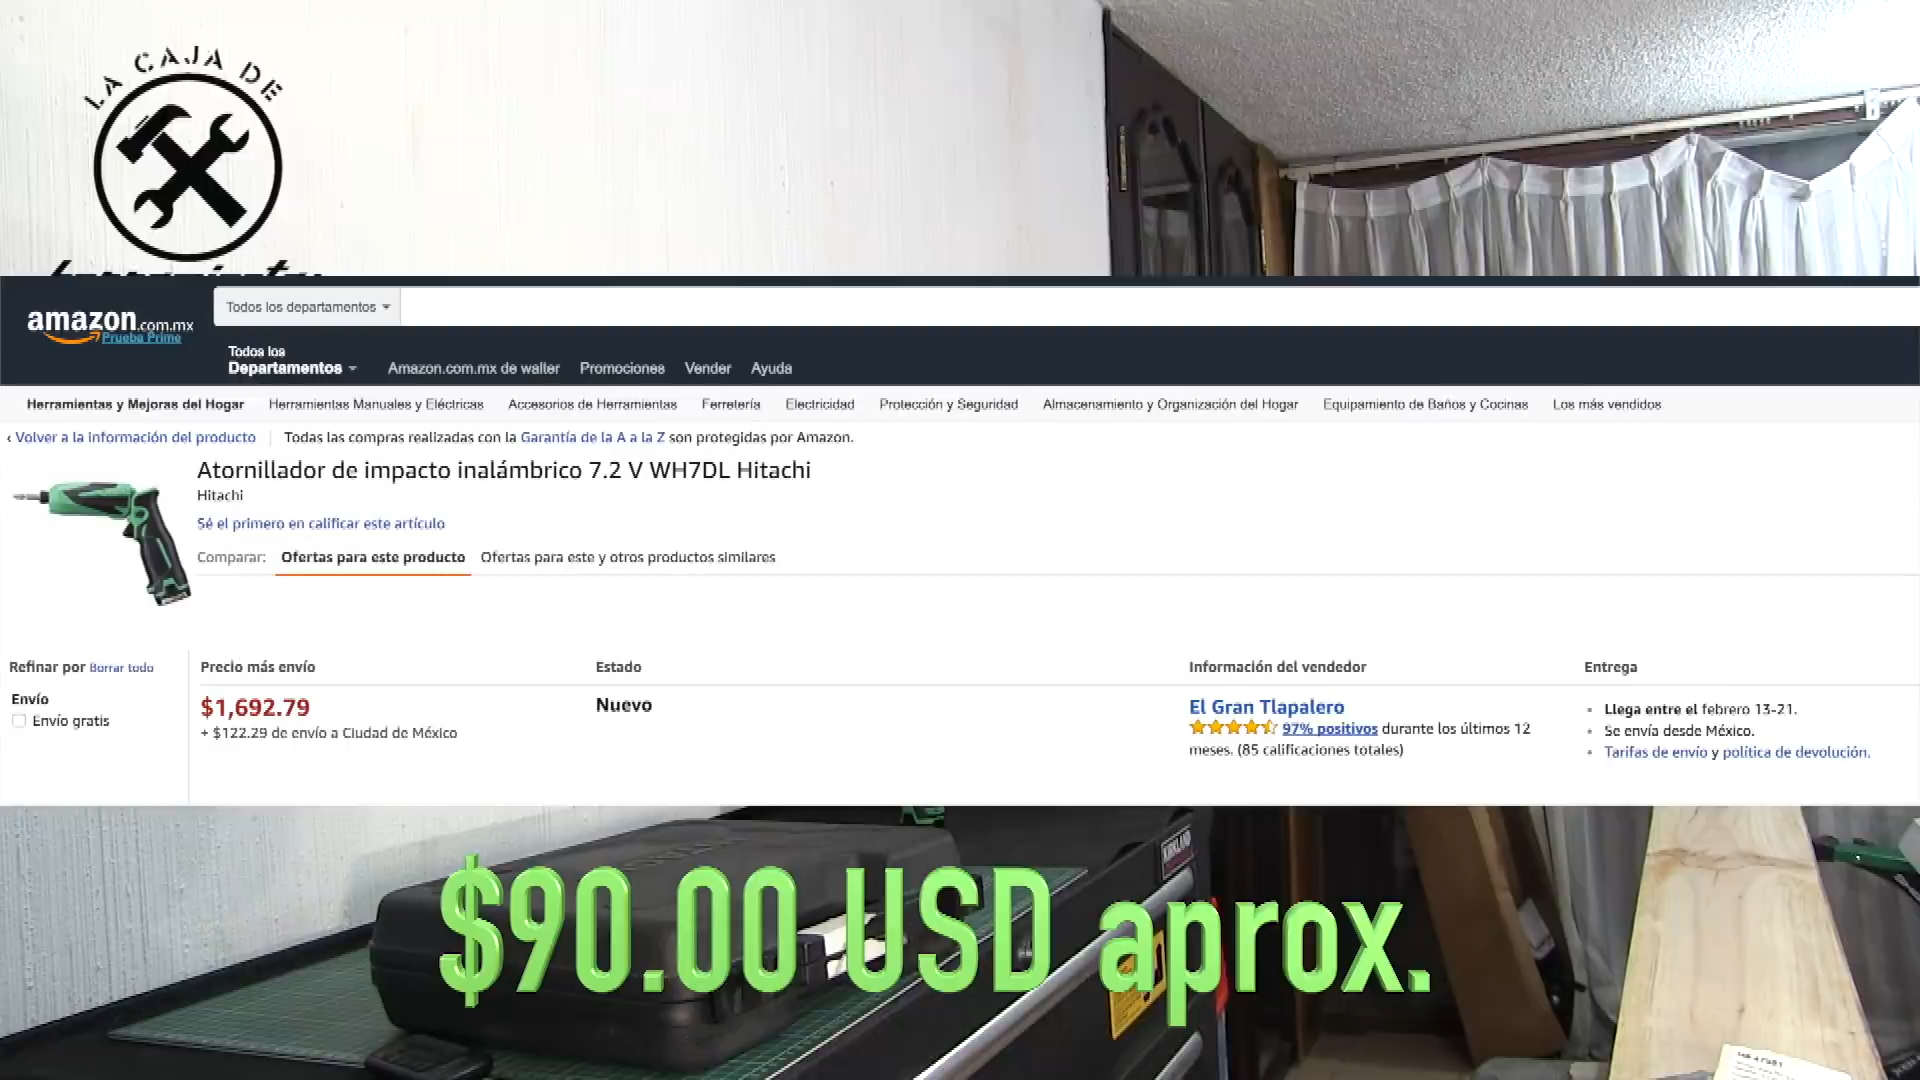 LA CAJA DE
amazon.com.mx
Prueba Prime
Todos los departamentos
Todos los
Departamentos
Amazon.com.mx de walter
Promociones
Vender
Ayuda
Herramientas y Mejoras del Hogar
Herramientas Manuales y Eléctricas
Accesorios de Herramientas
Ferretería
Electricidad
Protección y Seguridad
Almacenamiento y Organización del Hogar
Equipamiento de Baños y Cocinas
Los más vendidos
‹ Volver a la información del producto
Todas las compras realizadas con la Garantía de la A a la Z son protegidas por Amazon.
Atornillador de impacto inalámbrico 7.2 V WH7DL Hitachi
Hitachi
Sé el primero en calificar este artículo
Comparar:
Ofertas para este producto
Ofertas para este y otros productos similares
Refinar por Borrar todo
Envío
Envío gratis
Precio más envío
$1,692.79
+ $122.29 de envío a Ciudad de México
Estado
Nuevo
Información del vendedor
El Gran Tlapalero
97% positivos durante los últimos 12
meses. (85 calificaciones totales)
Entrega
Llega entre el febrero 13-21.
Se envía desde México.
Tarifas de envío y política de devolución.
KIRKLAND
$90.00 USD aprox.